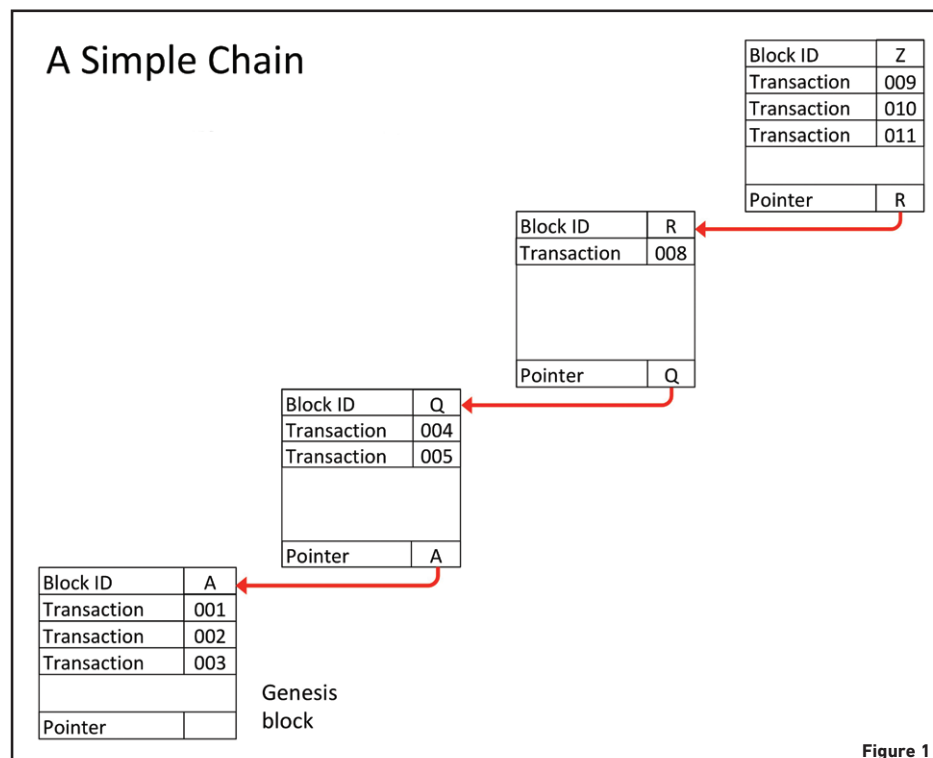 A Simple Chain
Block ID Z
Transaction 009
Transaction 010
Transaction 011
Pointer R
Block ID R
Transaction 008
Pointer Q
Block ID Q
Transaction 004
Transaction 005
Pointer A
Block ID A
Transaction 001
Transaction 002
Transaction 003
Pointer
Genesis
block
Figure 1